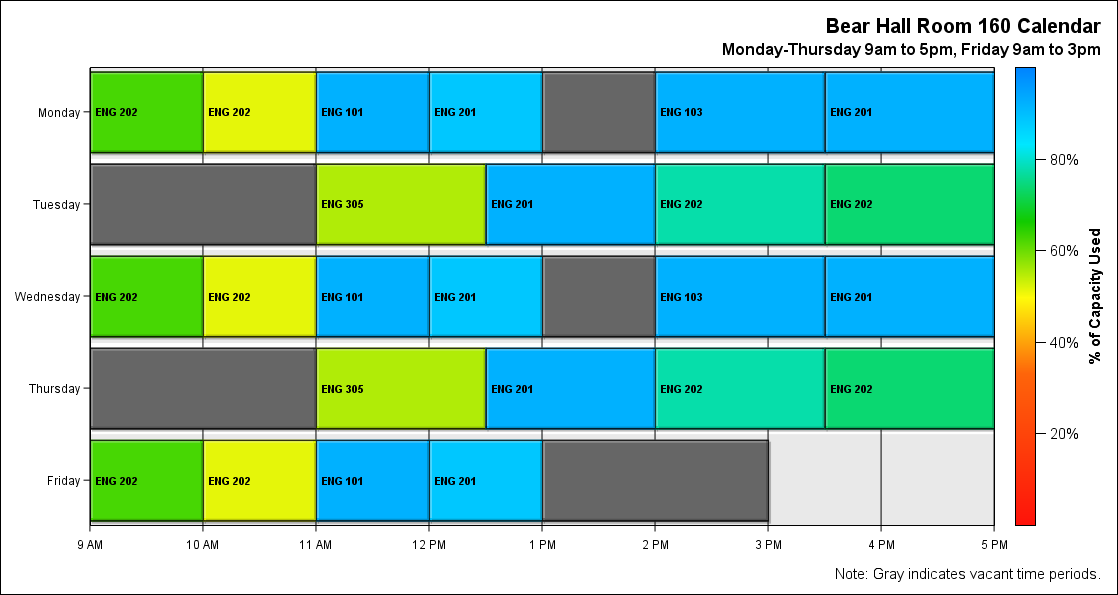 Bear Hall Room 160 Calendar
Monday-Thursday 9am to 5pm, Friday 9am to 3pm
Monday ENG 202 ENG 202 ENG 101 ENG 201 ENG 103 ENG 201
Tuesday ENG 305 ENG 201 ENG 202 ENG 202
Wednesday ENG 202 ENG 202 ENG 101 ENG 201 ENG 103 ENG 201
Thursday ENG 305 ENG 201 ENG 202 ENG 202
Friday ENG 202 ENG 202 ENG 101 ENG 201
9 AM 10 AM 11 AM 12 PM 1 PM 2 PM 3 PM 4 PM 5 PM
80%
60%
40%
20%
% of Capacity Used
Note: Gray indicates vacant time periods.